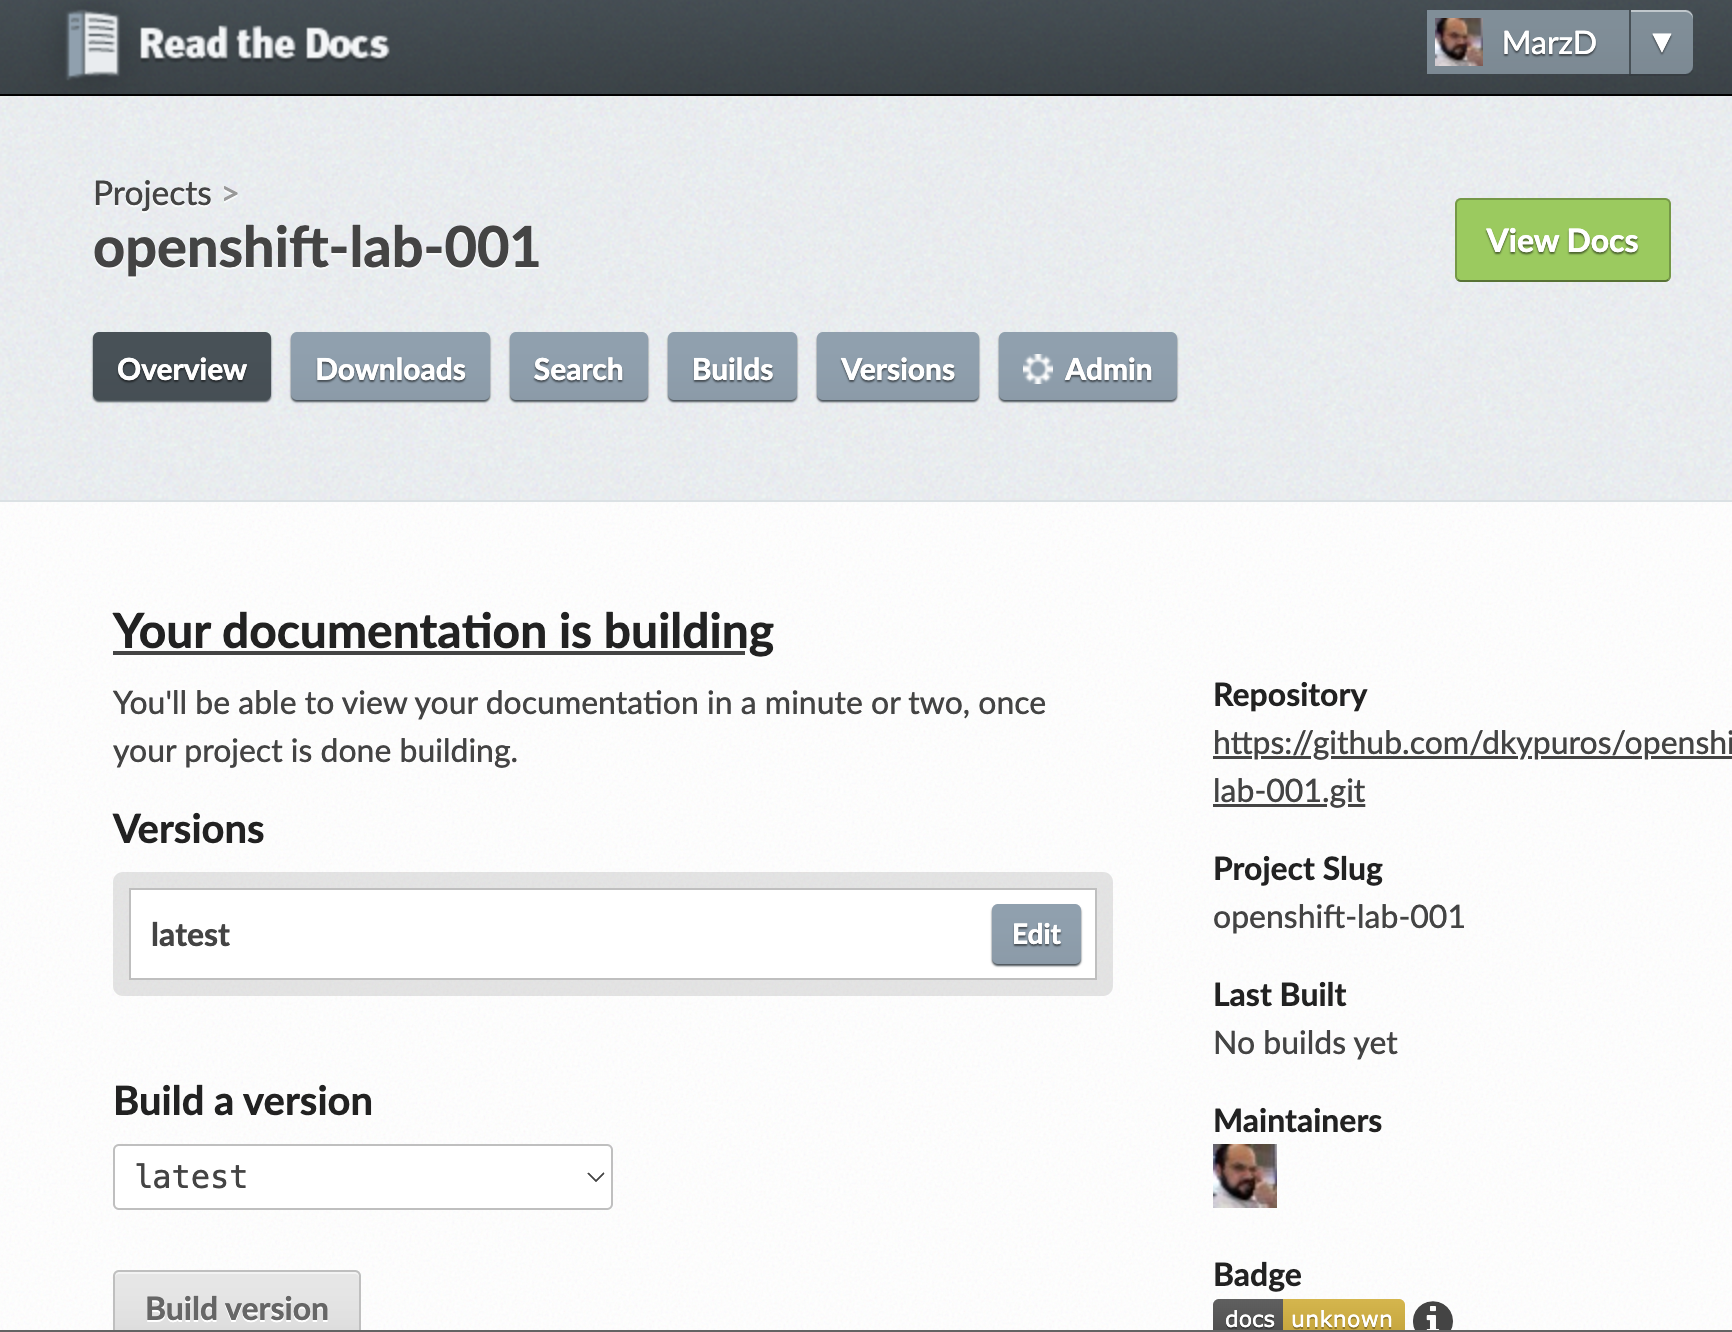 Read the Docs
MarzD
Projects >
openshift-lab-001
View Docs
Overview
Downloads
Search
Builds
Versions
Admin
Your documentation is building
You'll be able to view your documentation in a minute or two, once
your project is done building.
Versions
latest
Edit
Build a version
latest
Build version
Repository
https://github.com/dkypuros/openshi
lab-001.git
Project Slug
openshift-lab-001
Last Built
No builds yet
Maintainers
Badge
docs unknown